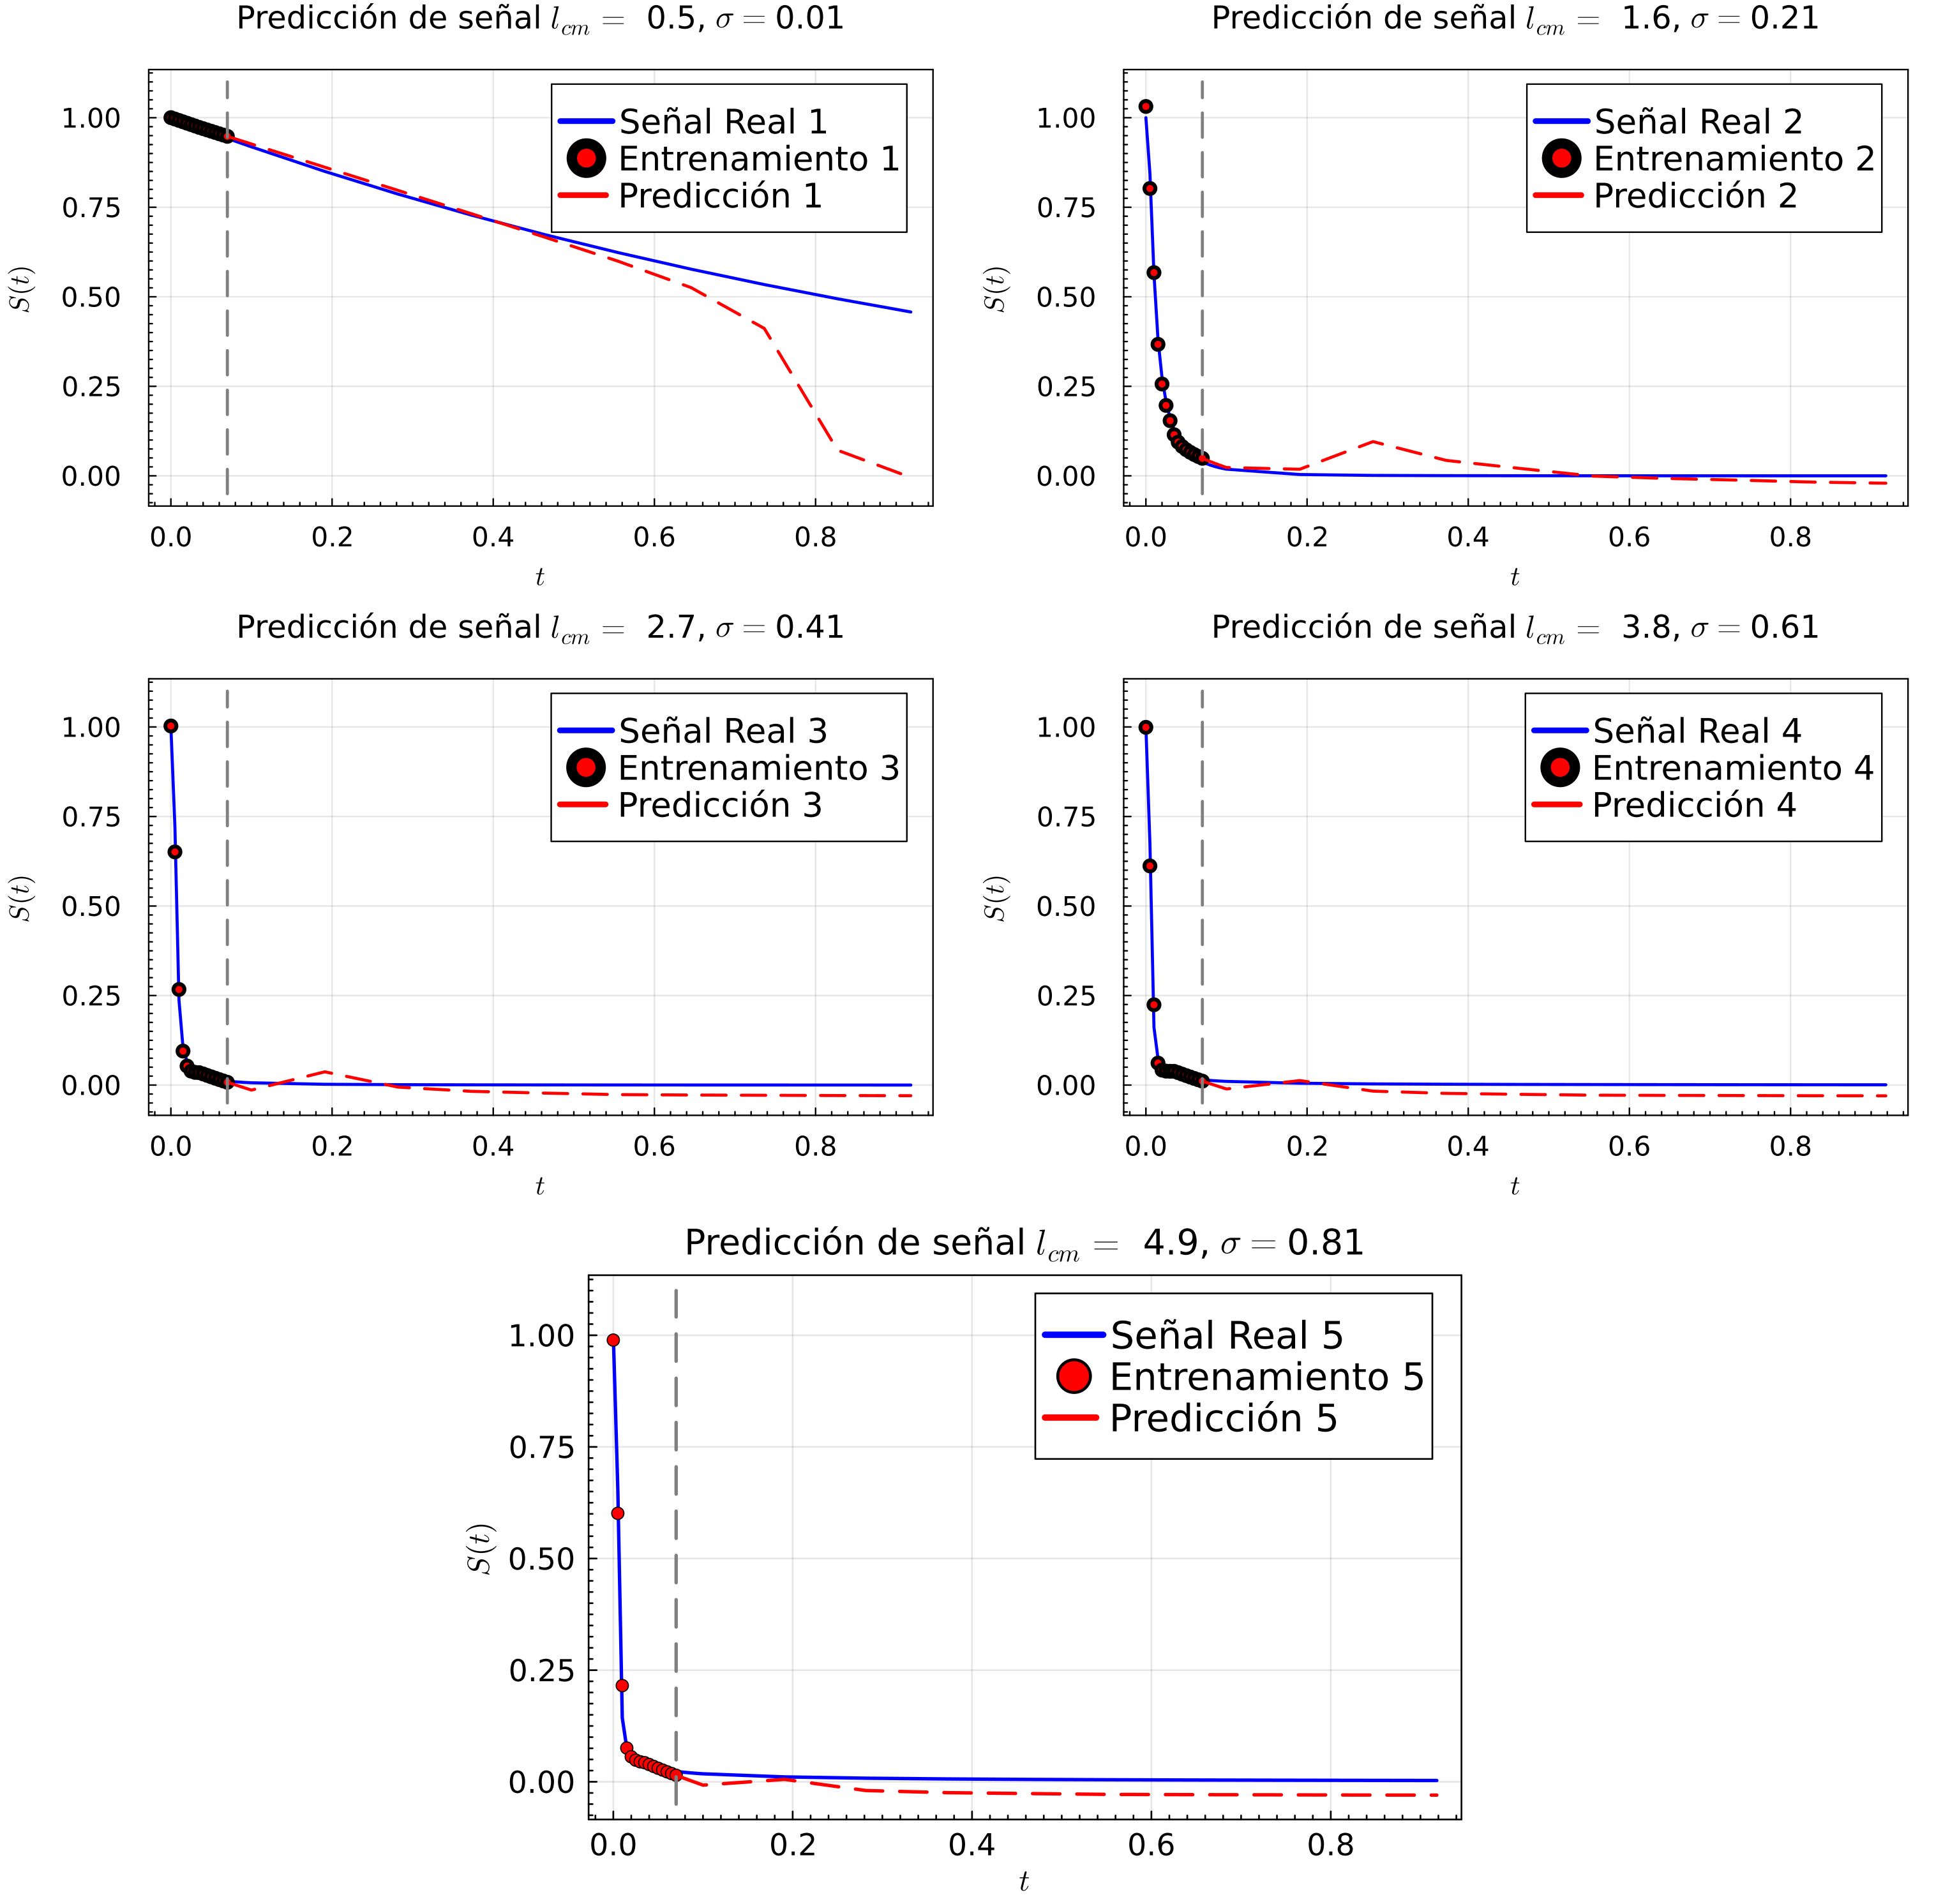 Predicción de señal l_cm = 0.5, σ = 0.01
1.00
0.75
0.50
0.25
0.00
S(t)
Señal Real 1
Entrenamiento 1
Predicción 1
0.0 0.2 0.4 0.6 0.8
t
Predicción de señal l_cm = 1.6, σ = 0.21
1.00
0.75
0.50
0.25
0.00
S(t)
Señal Real 2
Entrenamiento 2
Predicción 2
0.0 0.2 0.4 0.6 0.8
t
Predicción de señal l_cm = 2.7, σ = 0.41
1.00
0.75
0.50
0.25
0.00
S(t)
Señal Real 3
Entrenamiento 3
Predicción 3
0.0 0.2 0.4 0.6 0.8
t
Predicción de señal l_cm = 3.8, σ = 0.61
1.00
0.75
0.50
0.25
0.00
S(t)
Señal Real 4
Entrenamiento 4
Predicción 4
0.0 0.2 0.4 0.6 0.8
t
Predicción de señal l_cm = 4.9, σ = 0.81
1.00
0.75
0.50
0.25
0.00
S(t)
Señal Real 5
Entrenamiento 5
Predicción 5
0.0 0.2 0.4 0.6 0.8
t